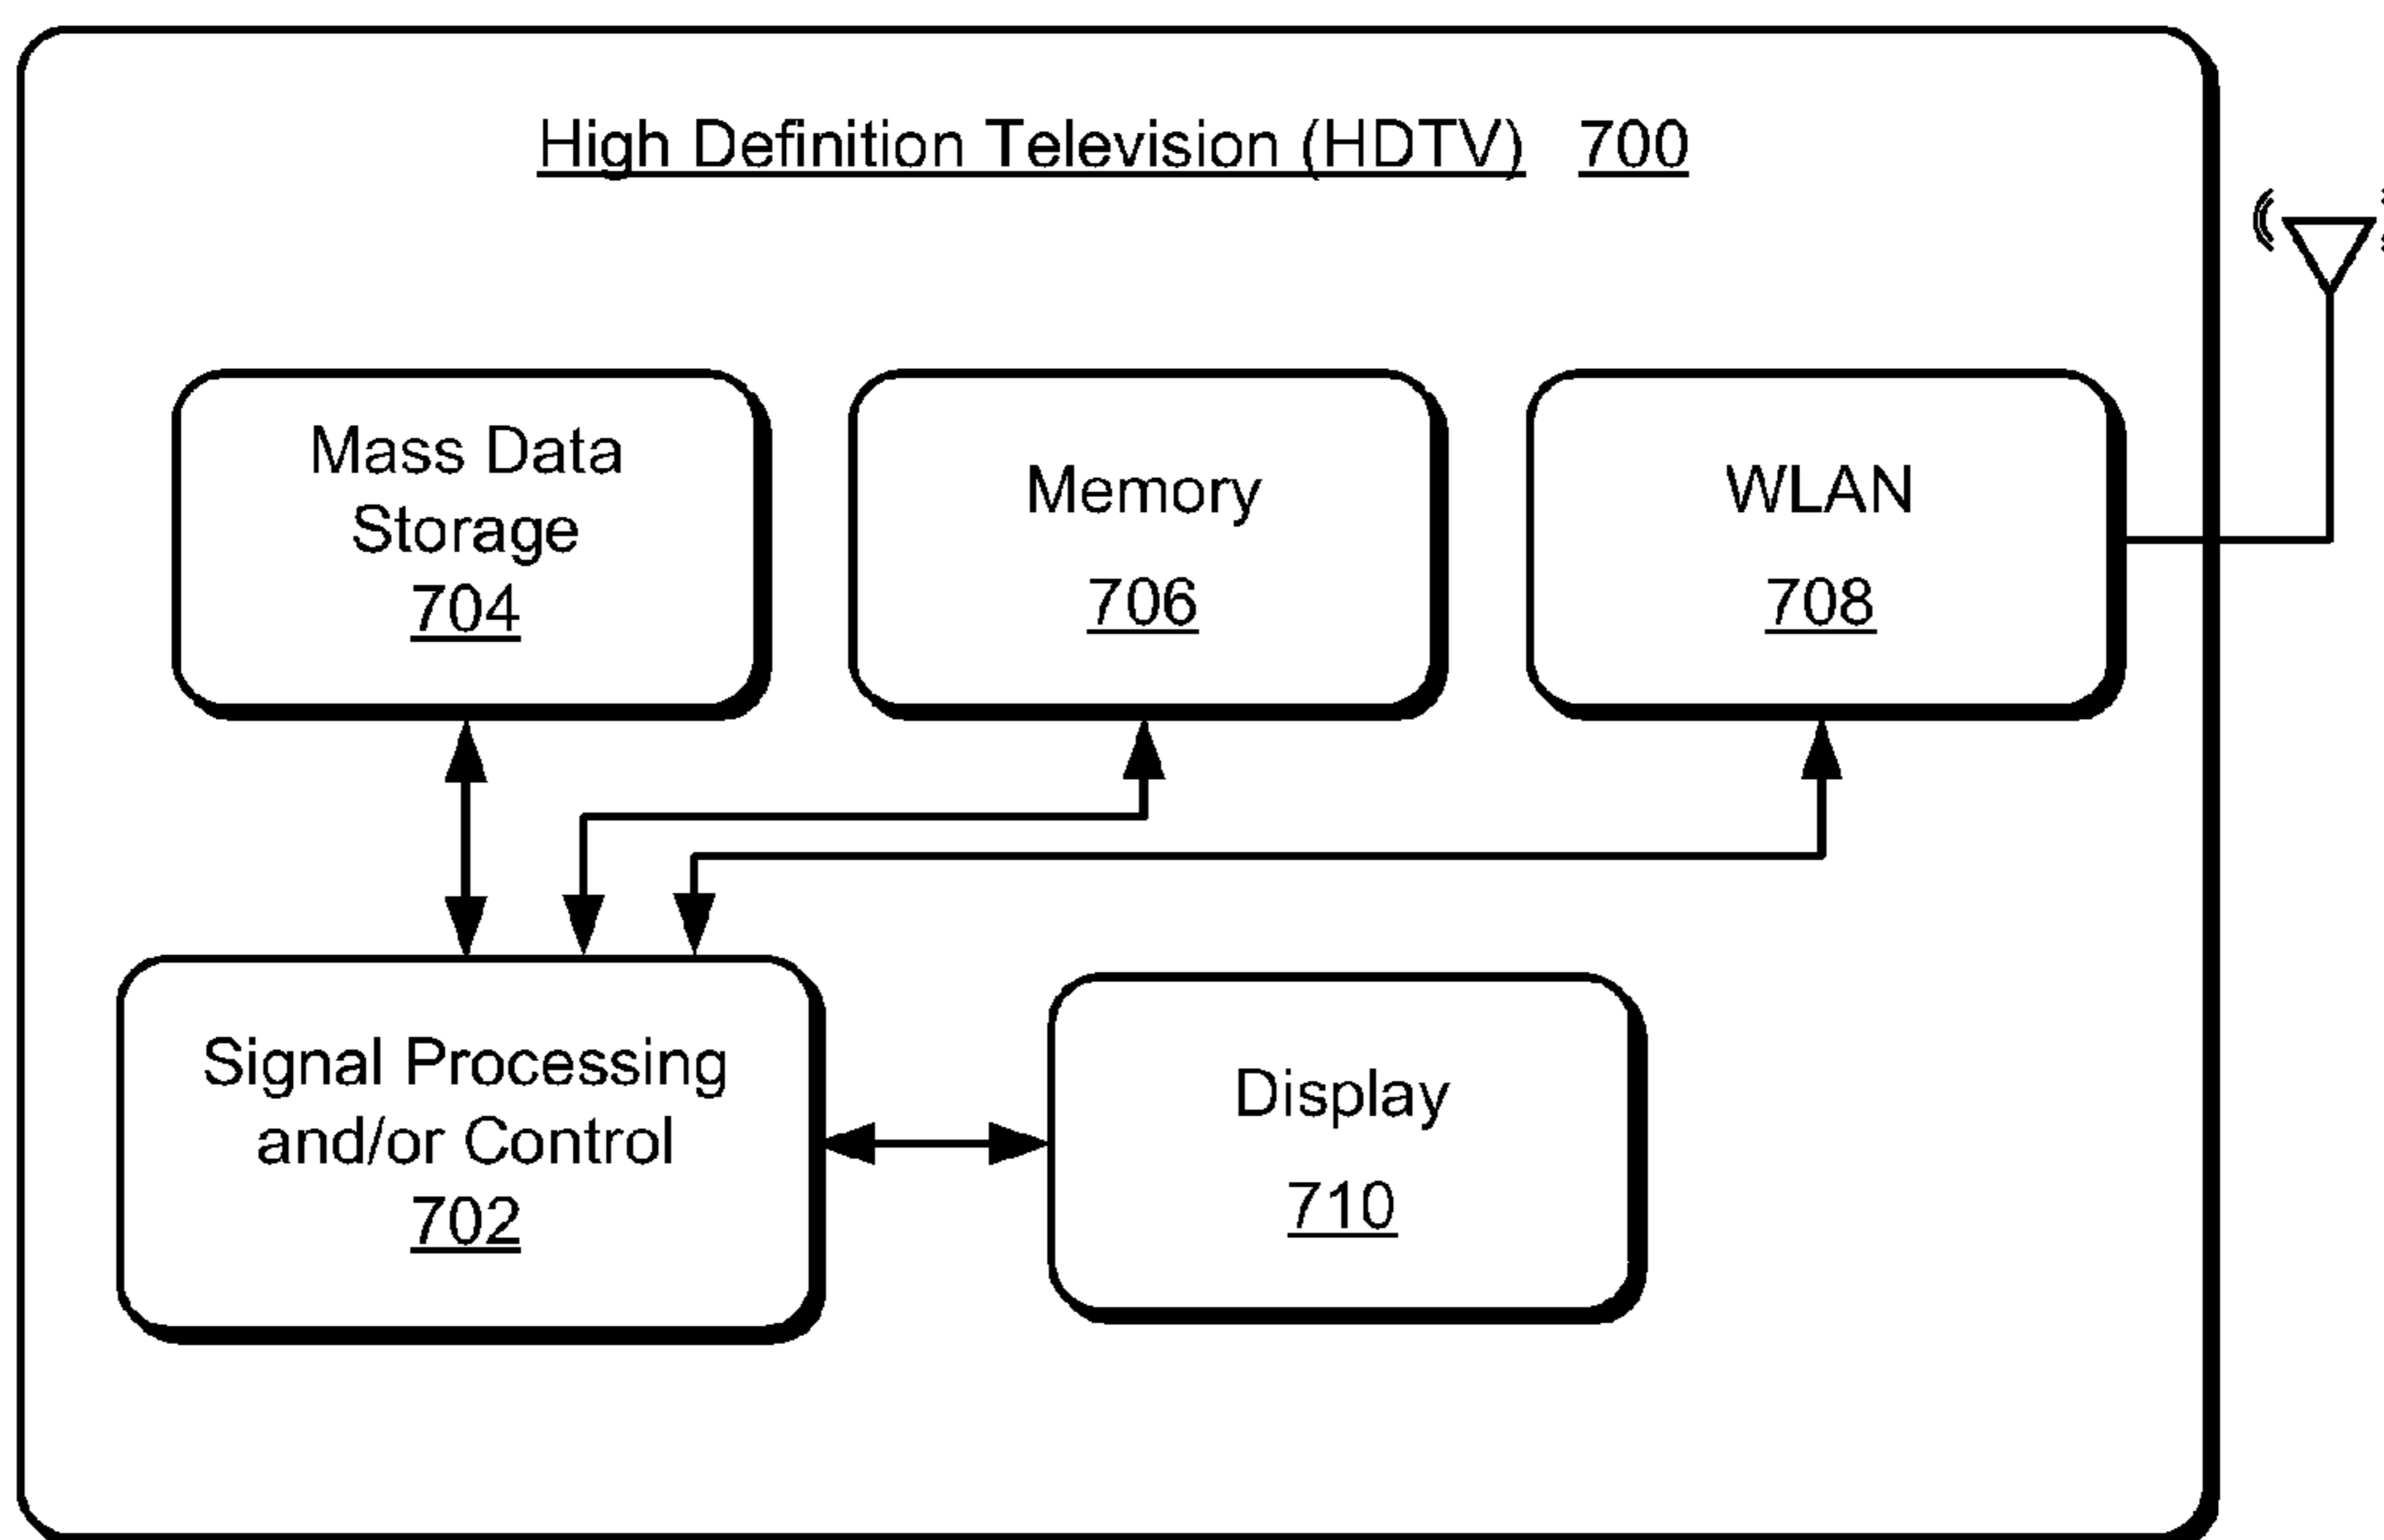 High Definition Television (HDTV) 700
Mass Data
Storage
704
Memory
706
WLAN
708
Signal Processing
and/or Control
702
Display
710